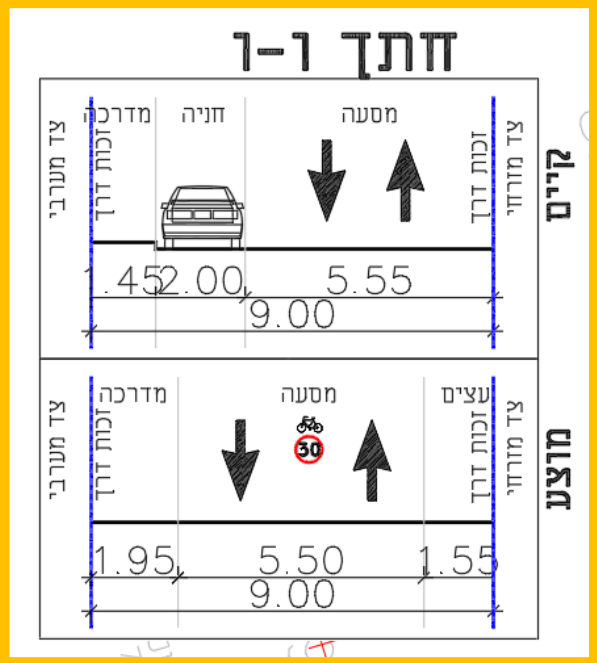 חתך ו-ו
קיים
מדרכה חניה מסעה
צד מערבי
זכות דרך
זכות דרך
צד מזרחי
1.45 2.00 5.55
9.00
מוצע
מדרכה מסעה עצים
צד מערבי
זכות דרך
30
זכות דרך
צד מזרחי
1.95 5.50 1.55
9.00